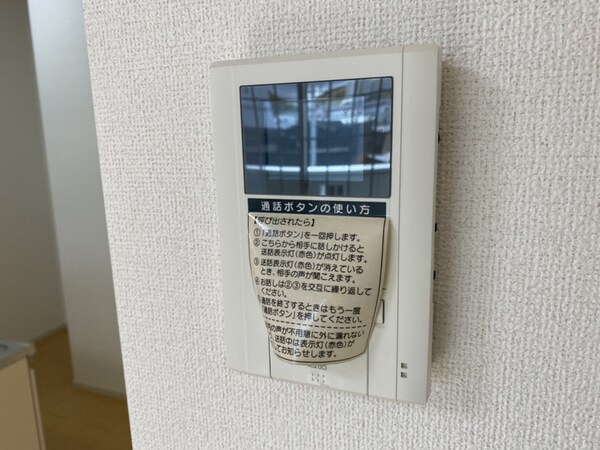 通話ボタンの使い方
【呼び出されたら】
①「通話ボタン」を一回押します。
②こちらから相手に話しかけると
送話表示灯(赤色)が点灯します。
③送話表示灯(赤色)が消えている
とき、相手の声が聞こえます。
お話しは②③を交互に繰り返して
ください。
通話を終了するときはもう一度
「通話ボタン」を押してください。
の声が不用意に外に漏れない
、送話中は表示灯(赤色)が
してお知らせします。